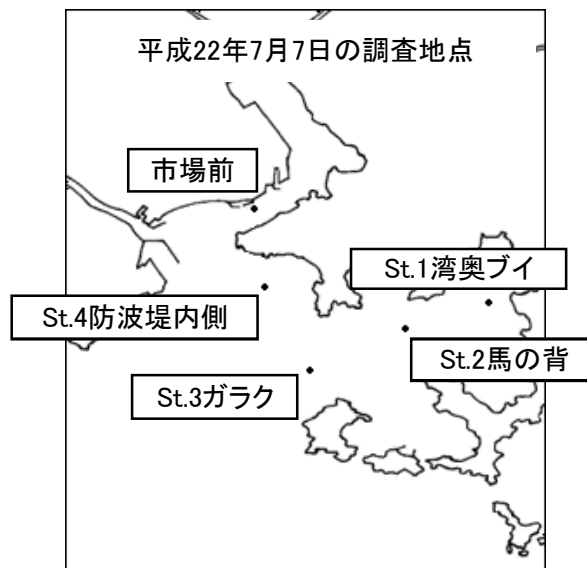 平成22年7月7日の調査地点
市場前
St.1湾奥ブイ
St.4防波堤内側
St.2馬の背
St.3ガラク